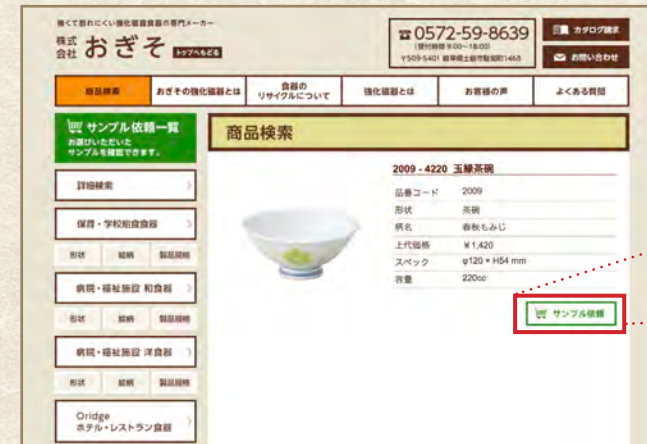 強くて割れにくい強化磁器食器の専門メーカー
株式会社 おぎそ トップへもどる
☎0572-59-8639
(受付時間 9:00~18:00)
〒509-5401 岐阜県土岐市駄知町1468
カタログ請求
お問い合わせ
商品検索
おぎその強化磁器とは
食器の
リサイクルについて
強化磁器とは
お客様の声
よくある質問
サンプル依頼一覧
お選びいただいた
サンプルを確認できます。
詳細検索
保育・学校給食食器
形状 絵柄 製品規格
病院・福祉施設 和食器
形状 絵柄 製品規格
病院・福祉施設 洋食器
形状 絵柄 製品規格
Oridge
ホテル・レストラン食器
商品検索
2009 - 4220 玉縁茶碗
品番コード 2009
形状 茶碗
柄名 春秋もみじ
上代価格 ¥1,420
スペック φ120 × H54 mm
容量 220cc
サンプル依頼